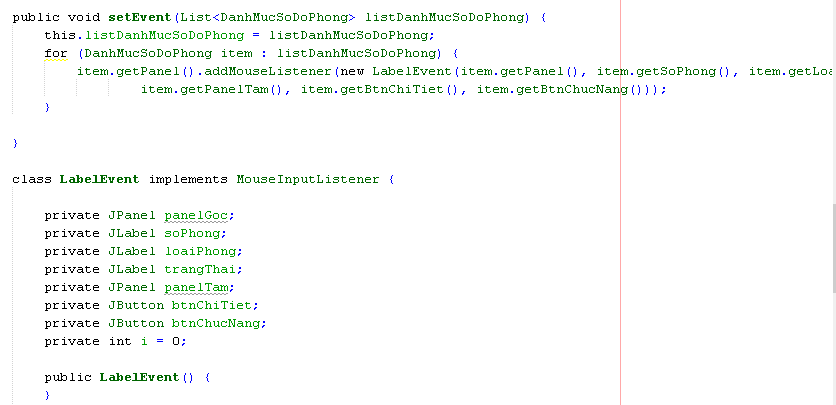 public void setEvent(List<DanhMucSoDoPhong> listDanhMucSoDoPhong) {
this.listDanhMucSoDoPhong = listDanhMucSoDoPhong;
for (DanhMucSoDoPhong item : listDanhMucSoDoPhong) {
item.getPanel().addMouseListener(new LabelEvent(item.getPanel(), item.getSoPhong(), item.getLoa
item.getPanelTam(), item.getBtnChiTiet(), item.getBtnChucNang()));
}
}
class LabelEvent implements MouseInputListener {
private JPanel panelGoc;
private JLabel soPhong;
private JLabel loaiPhong;
private JLabel trangThai;
private JPanel panelTam;
private JButton btnChiTiet;
private JButton btnChucNang;
private int i = 0;
public LabelEvent() {
}